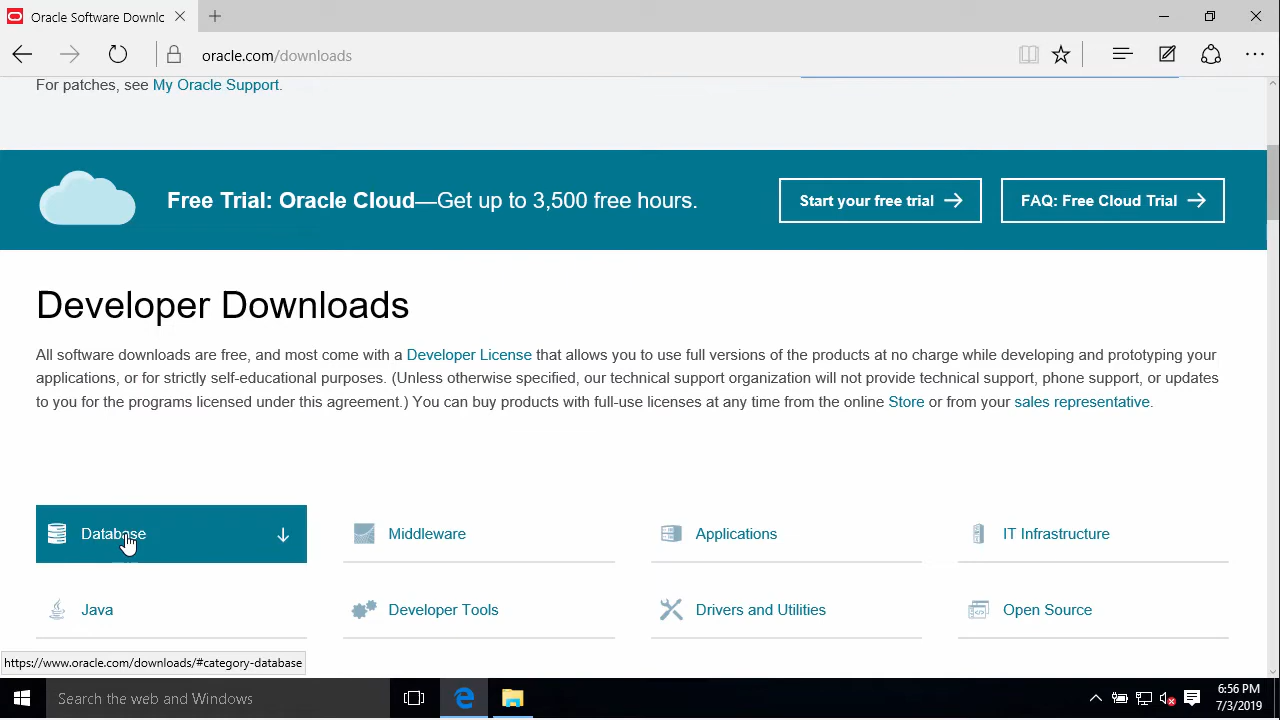 Oracle Software Downlc
oracle.com/downloads
For patches, see My Oracle Support.
Free Trial: Oracle Cloud—Get up to 3,500 free hours.
Start your free trial
FAQ: Free Cloud Trial
Developer Downloads
All software downloads are free, and most come with a Developer License that allows you to use full versions of the products at no charge while developing and prototyping your
applications, or for strictly self-educational purposes. (Unless otherwise specified, our technical support organization will not provide technical support, phone support, or updates
to you for the programs licensed under this agreement.) You can buy products with full-use licenses at any time from the online Store or from your sales representative.
Database
Middleware
Applications
IT Infrastructure
Java
Developer Tools
Drivers and Utilities
Open Source
https://www.oracle.com/downloads/#category-database
Search the web and Windows
6:56 PM
7/3/2019